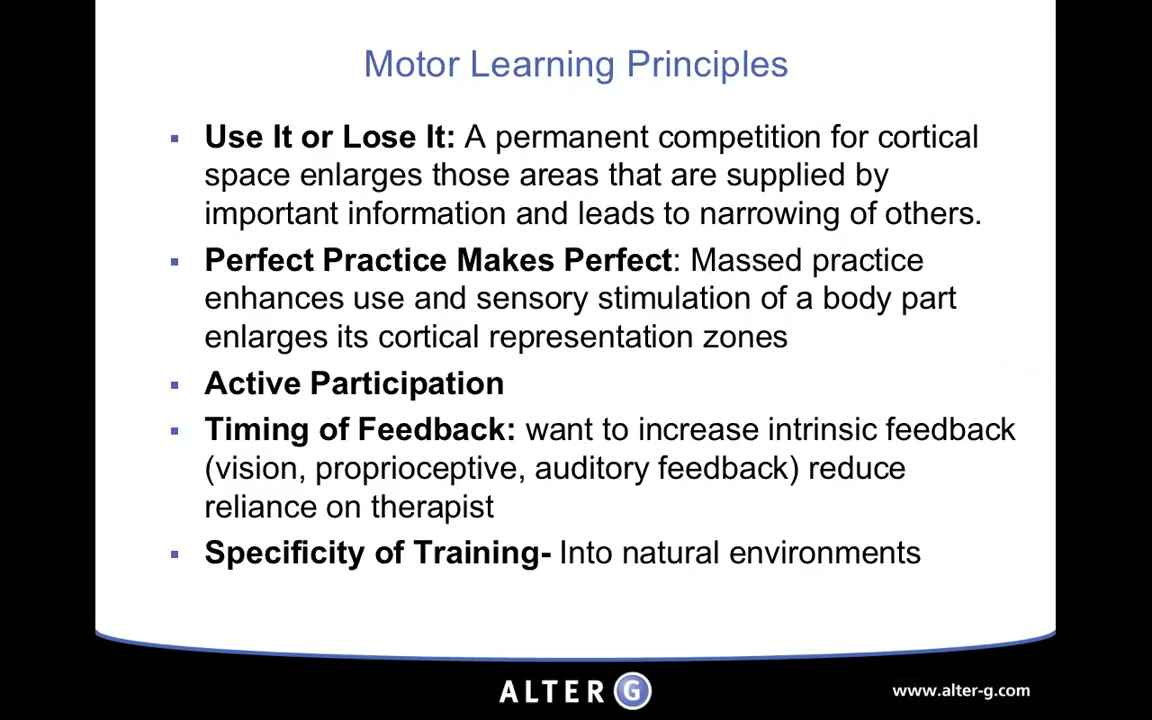 Motor Learning Principles
▪ Use It or Lose It: A permanent competition for cortical
space enlarges those areas that are supplied by
important information and leads to narrowing of others.
▪ Perfect Practice Makes Perfect: Massed practice
enhances use and sensory stimulation of a body part
enlarges its cortical representation zones
▪ Active Participation
▪ Timing of Feedback: want to increase intrinsic feedback
(vision, proprioceptive, auditory feedback) reduce
reliance on therapist
▪ Specificity of Training- Into natural environments
ALTER G
www.alter-g.com